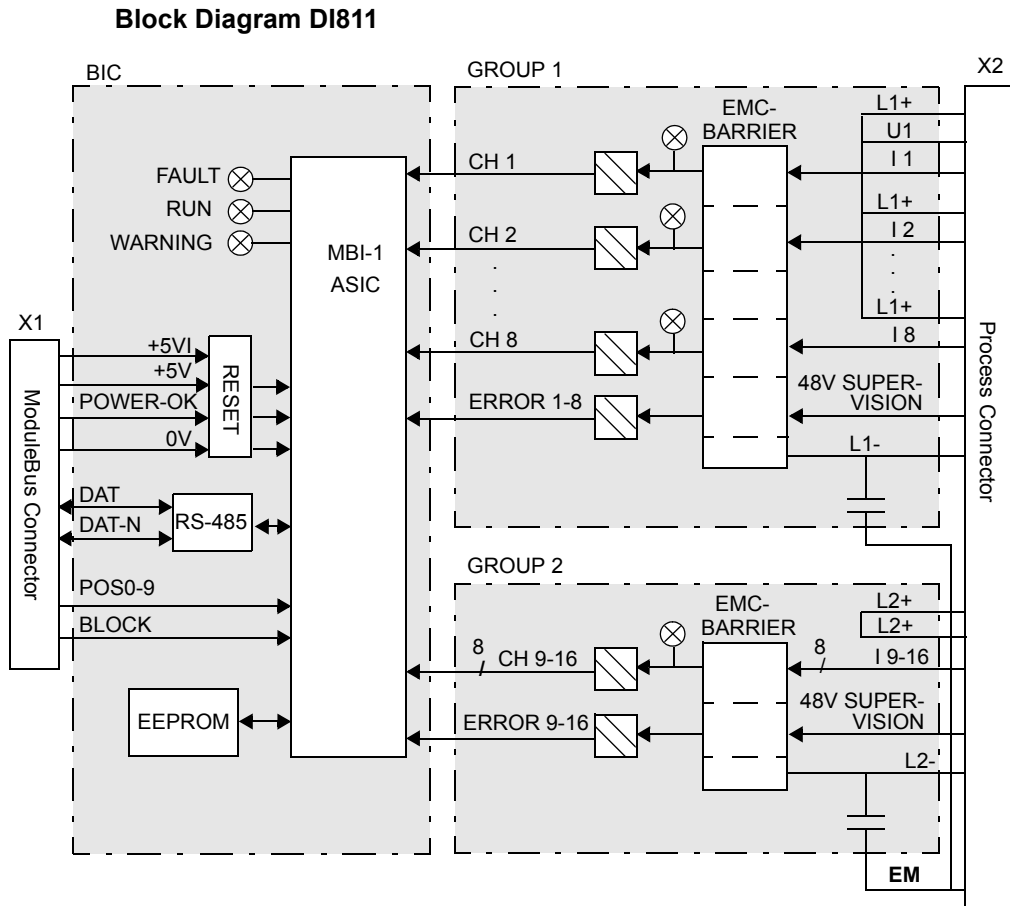 Block Diagram DI811
BIC
GROUP 1
X2
EMC-
BARRIER
L1+
U1
I 1
L1+
I 2
.
.
.
L1+
I 8
48V SUPER-
VISION
L1-
FAULT
RUN
WARNING
MBI-1
ASIC
CH 1
CH 2
.
.
.
CH 8
ERROR 1-8
X1
+5VI
+5V
POWER-OK
0V
RESET
ModuleBus Connector
DAT
DAT-N
RS-485
POS0-9
BLOCK
EEPROM
Process Connector
GROUP 2
EMC-
BARRIER
L2+
L2+
8
/
CH 9-16
8
/
I 9-16
48V SUPER-
VISION
ERROR 9-16
L2-
EM